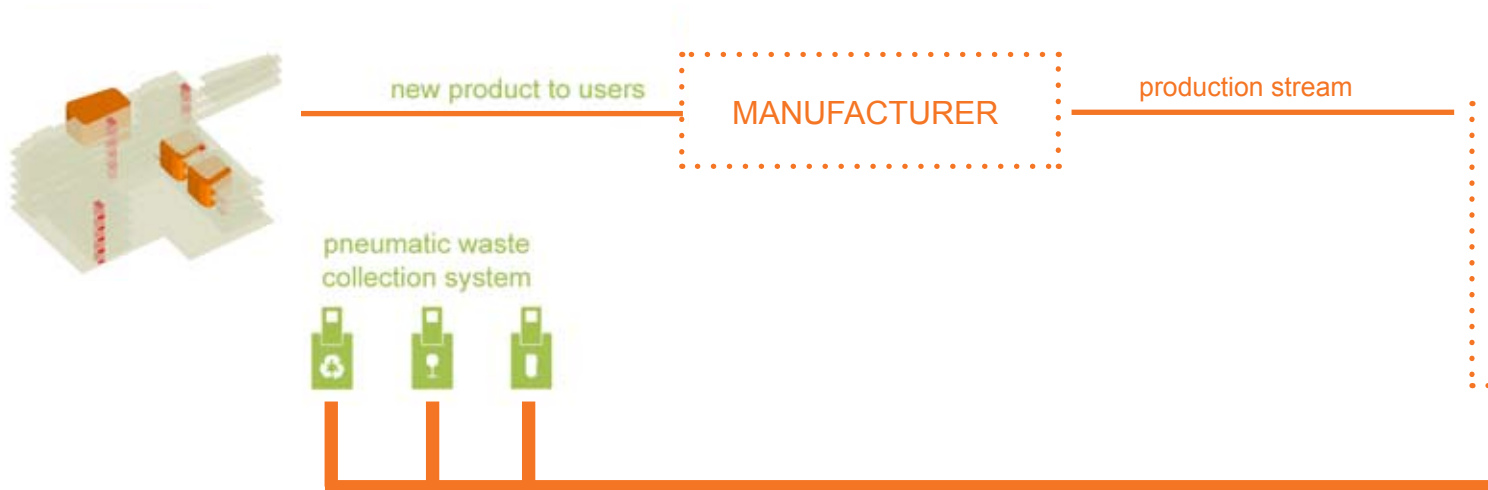 new product to users
MANUFACTURER
production stream
pneumatic waste
collection system